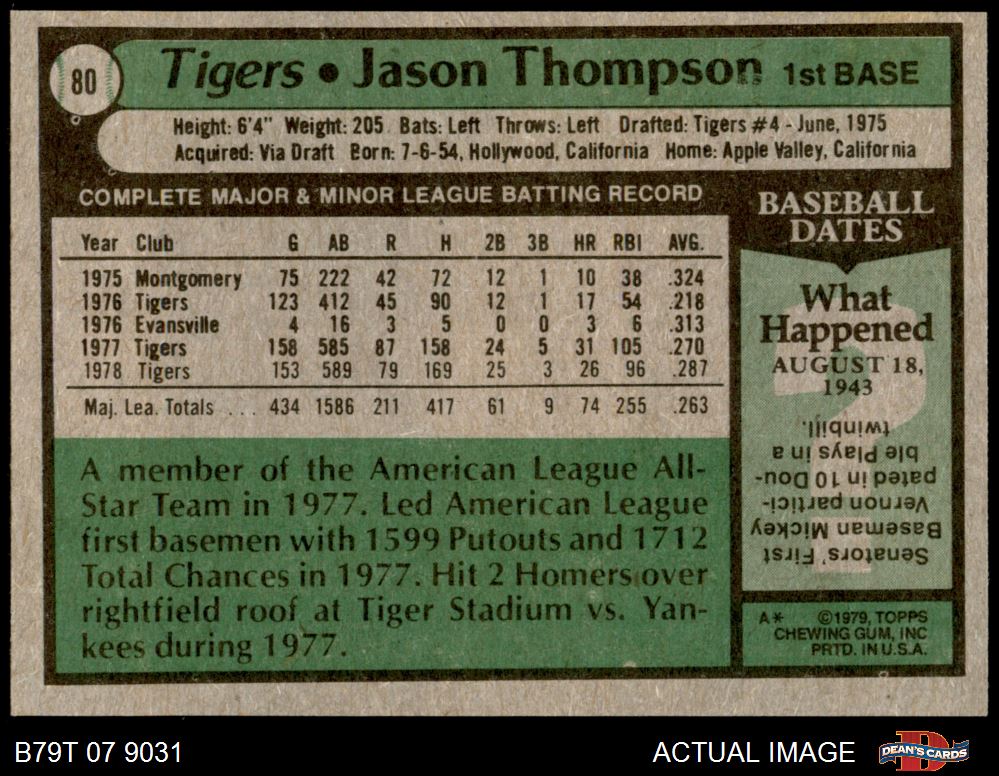 80
Tigers • Jason Thompson 1st BASE
Height: 6'4" Weight: 205 Bats: Left Throws: Left Drafted: Tigers #4 - June, 1975
Acquired: Via Draft Born: 7-6-54, Hollywood, California Home: Apple Valley, California
COMPLETE MAJOR & MINOR LEAGUE BATTING RECORD
Year Club G AB R H 2B 3B HR RBI AVG.
1975 Montgomery 75 222 42 72 12 1 10 38 .324
1976 Tigers 123 412 45 90 12 1 17 54 .218
1976 Evansville 4 16 3 5 0 0 3 6 .313
1977 Tigers 158 585 87 158 24 5 31 105 .270
1978 Tigers 153 589 79 169 25 3 26 96 .287
Maj. Lea. Totals . . . 434 1586 211 417 61 9 74 255 .263
A member of the American League All-
Star Team in 1977. Led American League
first basemen with 1599 Putouts and 1712
Total Chances in 1977. Hit 2 Homers over
rightfield roof at Tiger Stadium vs. Yan-
kees during 1977.
BASEBALL
DATES
What
Happened
AUGUST 18,
1943
Senators' First
Baseman Mickey
Vernon partici-
pated in 10 Dou-
ble Plays in a
twinbill.
A* ©1979, TOPPS
CHEWING GUM, INC
PRTD. IN U.S.A.
B79T 07 9031
ACTUAL IMAGE
DEAN'S CARDS